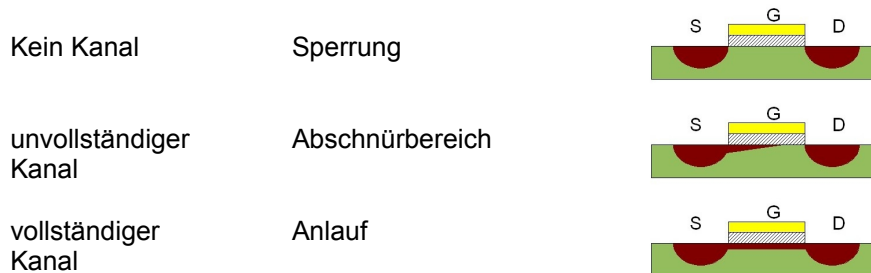 Kein Kanal Sperrung S G D
unvollständiger Kanal Abschnürbereich S G D
vollständiger Kanal Anlauf S G D